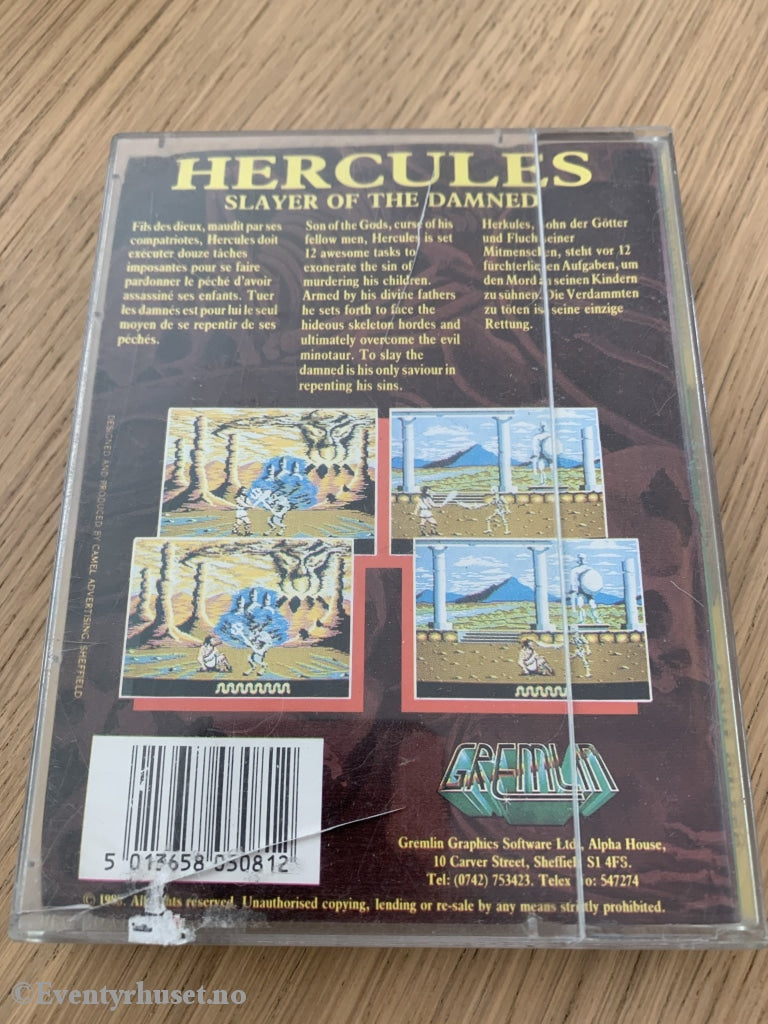 HERCULES
SLAYER OF THE DAMNED
Fils des dieux, maudit par ses
compatriotes, Hercules doit
exécuter douze tâches
imposantes pour se faire
pardonner le péché d'avoir
assassiné ses enfants. Tuer
les damnés est pour lui le seul
moyen de se repentir de ses
péchés.
Son of the Gods, curse of his
fellow men, Hercules is set
12 awesome tasks to
exonerate the sin of
murdering his children.
Armed by his divine fathers
he sets forth to face the
hideous skeleton hordes and
ultimately overcome the evil
minotaur. To slay the
damned is his only saviour in
repenting his sins.
Herkules, Sohn der Götter
und Fluch seiner
Mitmenschen, steht vor 12
fürchterlichen Aufgaben, um
den Mord an seinen Kindern
zu sühnen. Die Verdammten
zu töten ist seine einzige
Rettung.
DESIGNED AND PRODUCED BY CAMEL ADVERTISING, SHEFFIELD
GREMLIN
5 013658 030812
Gremlin Graphics Software Ltd., Alpha House,
10 Carver Street, Sheffield S1 4FS.
Tel: (0742) 753423. Telex No: 547274
© All rights reserved. Unauthorised copying, lending or re-sale by any means strictly prohibited.
©Eventyrhuset.no